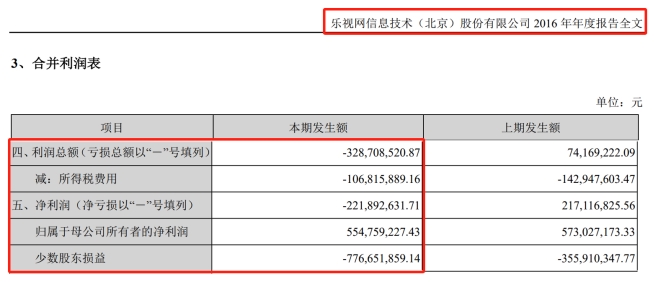 乐视网信息技术（北京）股份有限公司 2016 年年度报告全文
3、合并利润表
单位：元
项目 本期发生额 上期发生额
四、利润总额（亏损总额以“－”号填列） -328,708,520.87 74,169,222.09
减：所得税费用 -106,815,889.16 -142,947,603.47
五、净利润（净亏损以“－”号填列） -221,892,631.71 217,116,825.56
归属于母公司所有者的净利润 554,759,227.43 573,027,173.33
少数股东损益 -776,651,859.14 -355,910,347.77